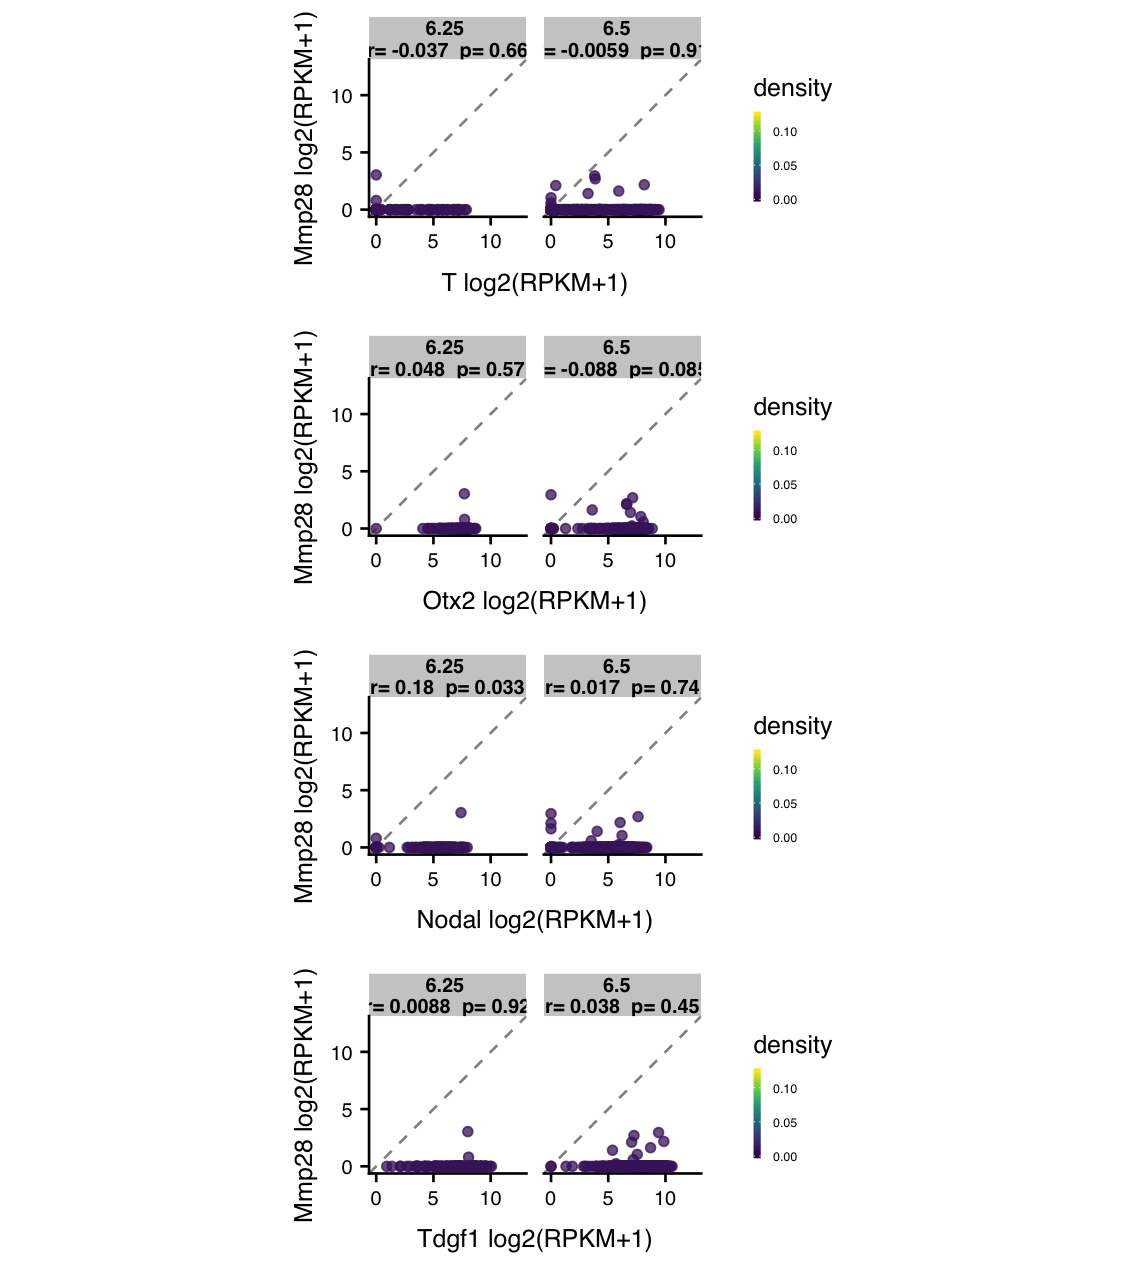 6.25
r= -0.037  p= 0.66
6.5
= -0.0059  p= 0.9
Mmp28 log2(RPKM+1)
10
5
0
0 5 10
0 5 10
T log2(RPKM+1)
density
0.10
0.05
0.00
6.25
r= 0.048  p= 0.57
6.5
= -0.088  p= 0.085
Mmp28 log2(RPKM+1)
10
5
0
0 5 10
0 5 10
Otx2 log2(RPKM+1)
density
0.10
0.05
0.00
6.25
r= 0.18  p= 0.033
6.5
r= 0.017  p= 0.74
Mmp28 log2(RPKM+1)
10
5
0
0 5 10
0 5 10
Nodal log2(RPKM+1)
density
0.10
0.05
0.00
6.25
r= 0.0088  p= 0.92
6.5
r= 0.038  p= 0.45
Mmp28 log2(RPKM+1)
10
5
0
0 5 10
0 5 10
Tdgf1 log2(RPKM+1)
density
0.10
0.05
0.00